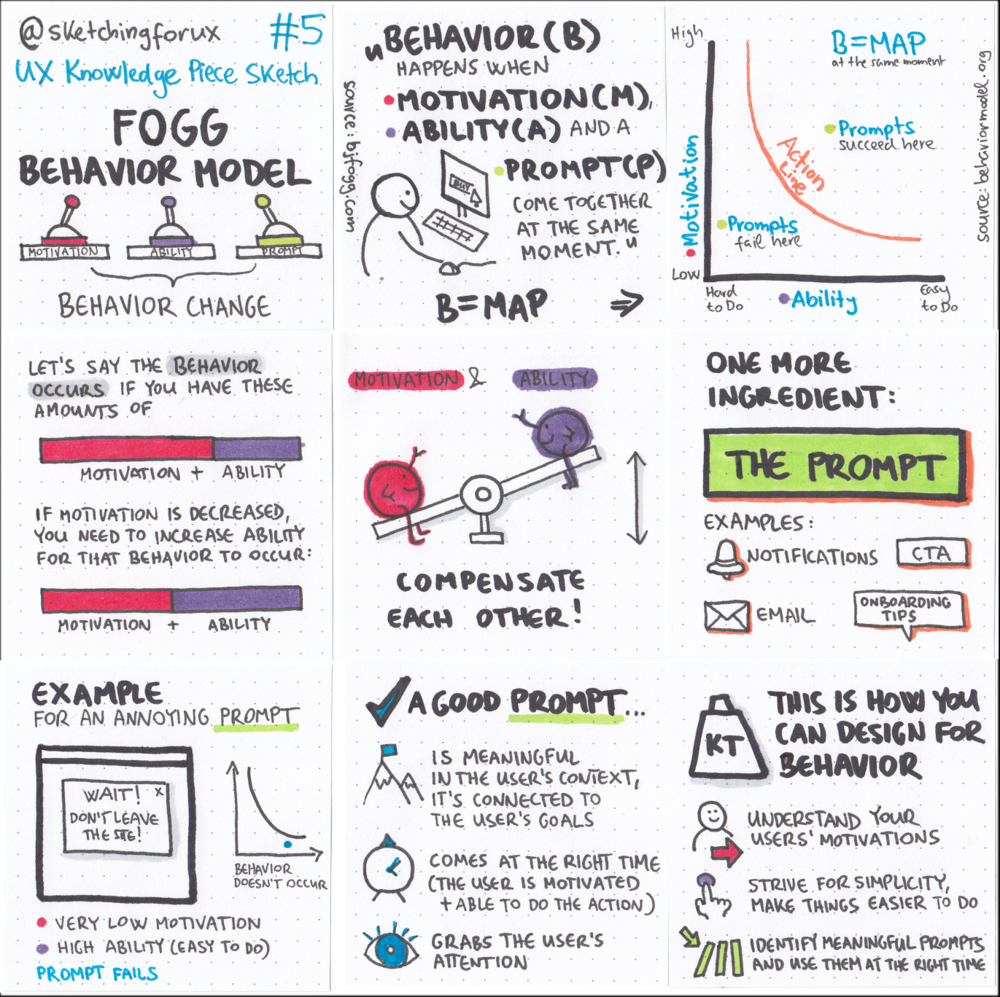 @sketchingforux #5
UX Knowledge Piece Sketch
FOGG
BEHAVIOR MODEL
MOTIVATION
ABILITY
PROMPT
BEHAVIOR CHANGE
"BEHAVIOR (B)
HAPPENS WHEN
MOTIVATION (M),
ABILITY (A) AND A
PROMPT (P)
COME TOGETHER
AT THE SAME
MOMENT."
BUY
source: bjfogg.com
B=MAP
High
B=MAP
at the same moment
Prompts
succeed here
Action
Line
Prompts
fail here
Motivation
Low
Hard
to Do
Ability
Easy
to Do
source: behaviormodel.org
LET'S SAY THE BEHAVIOR
OCCURS IF YOU HAVE THESE
AMOUNTS OF
MOTIVATION + ABILITY
IF MOTIVATION IS DECREASED,
YOU NEED TO INCREASE ABILITY
FOR THAT BEHAVIOR TO OCCUR:
MOTIVATION + ABILITY
MOTIVATION & ABILITY
COMPENSATE
EACH OTHER!
ONE MORE
INGREDIENT:
THE PROMPT
EXAMPLES:
NOTIFICATIONS
CTA
EMAIL
ONBOARDING
TIPS
EXAMPLE
FOR AN ANNOYING PROMPT
WAIT! x
DON'T LEAVE
THE SITE!
BEHAVIOR
DOESN'T OCCUR
VERY LOW MOTIVATION
HIGH ABILITY (EASY TO DO)
PROMPT FAILS
A GOOD PROMPT...
IS MEANINGFUL
IN THE USER'S CONTEXT,
IT'S CONNECTED TO
THE USER'S GOALS
COMES AT THE RIGHT TIME
(THE USER IS MOTIVATED
+ ABLE TO DO THE ACTION)
GRABS THE USER'S
ATTENTION
KT
THIS IS HOW YOU
CAN DESIGN FOR
BEHAVIOR
UNDERSTAND YOUR
USERS' MOTIVATIONS
STRIVE FOR SIMPLICITY,
MAKE THINGS EASIER TO DO
IDENTIFY MEANINGFUL PROMPTS
AND USE THEM AT THE RIGHT TIME